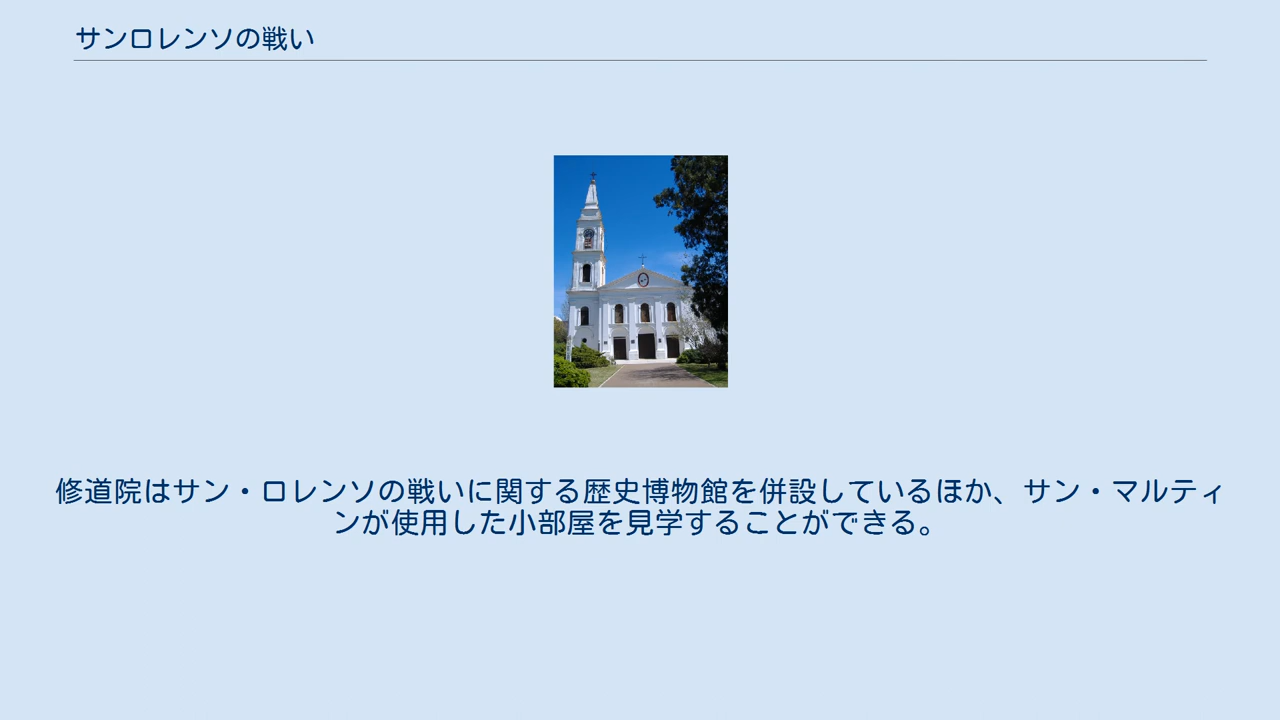 サンロレンソの戦い
修道院はサン・ロレンソの戦いに関する歴史博物館を併設しているほか、サン・マルティ
ンが使用した小部屋を見学することができる。